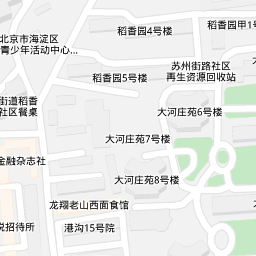 稻香园4号楼
稻香园甲1号
北京市海淀区
青少年活动中心...
苏州街路社区
再生资源回收站
稻香园5号楼
街道稻香
社区餐桌
大河庄苑6号楼
大河庄苑7号楼
金融杂志社
大河庄苑8号楼
龙翔老山西面食馆
港沟15号院
悦招待所